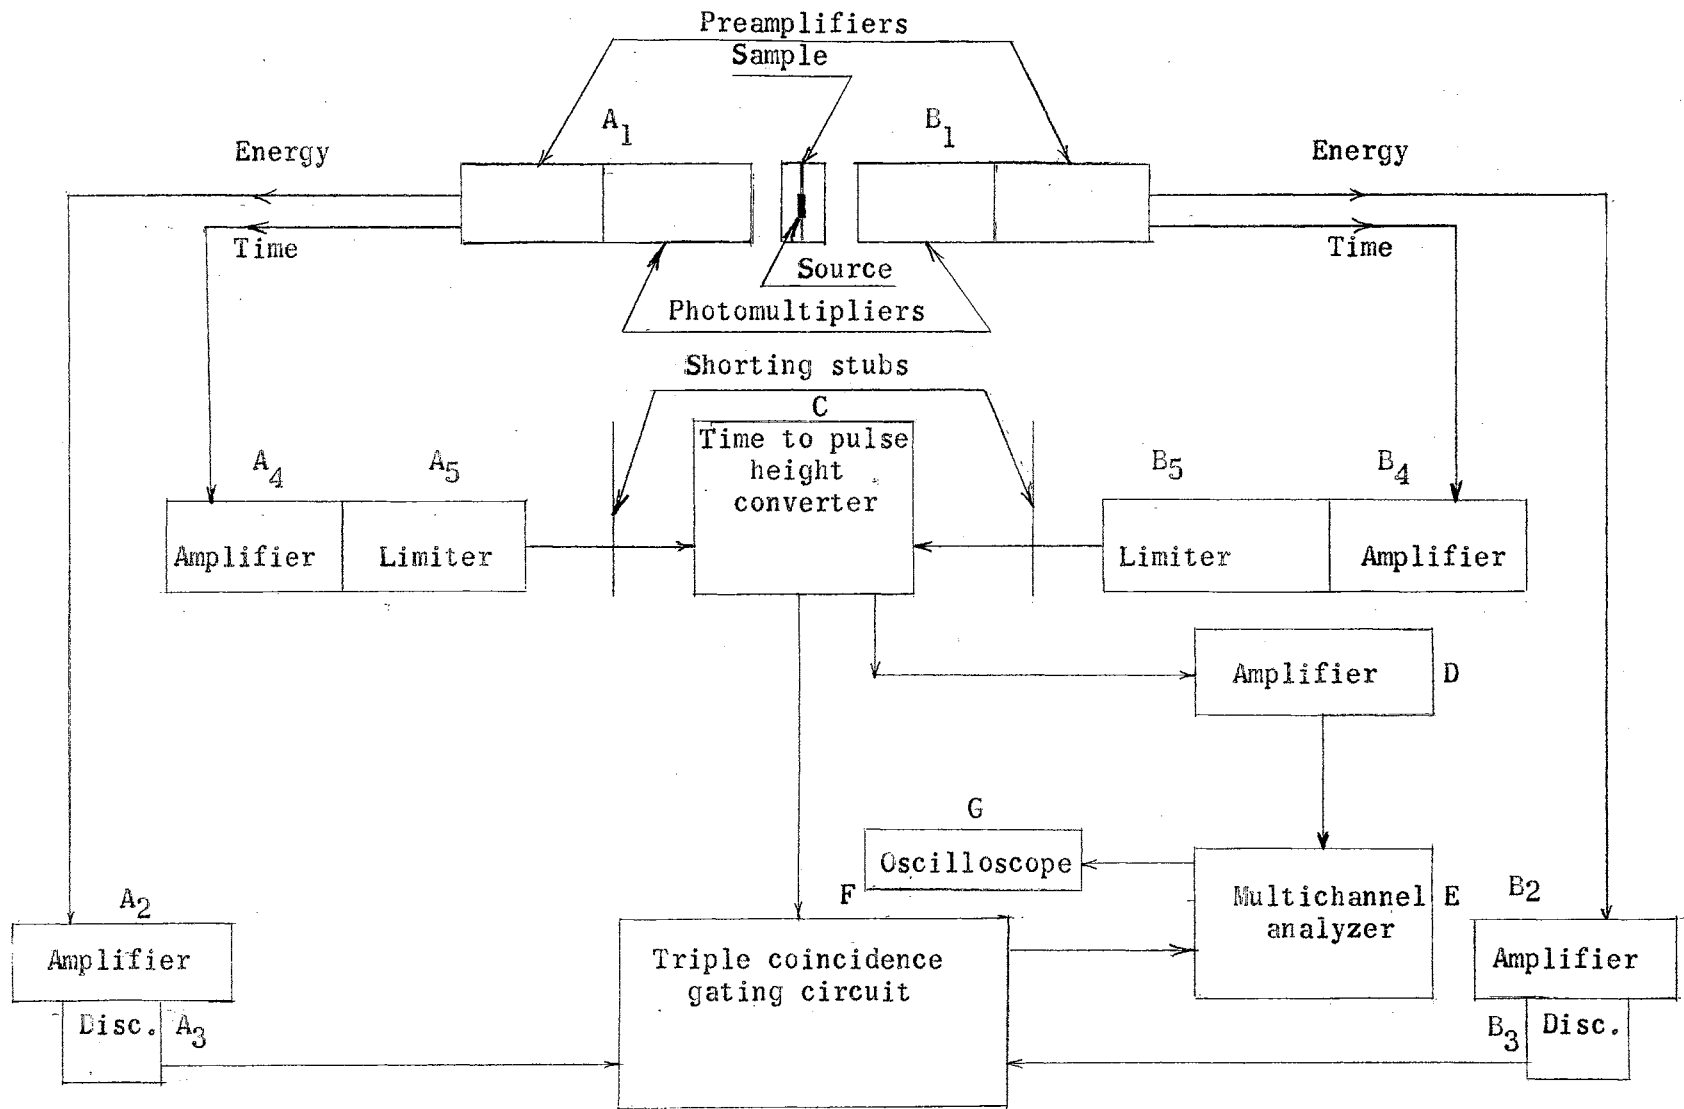 Preamplifiers
Sample
A1
B1
Energy
Energy
Time
Time
Source
Photomultipliers
Shorting stubs
C
Time to pulse
height
converter
A4
A5
B5
B4
Amplifier
Limiter
Limiter
Amplifier
Amplifier
D
G
Oscilloscope
F
Multichannel
analyzer
E
A2
B2
Amplifier
Triple coincidence
gating circuit
Amplifier
Disc.
A3
B3
Disc.